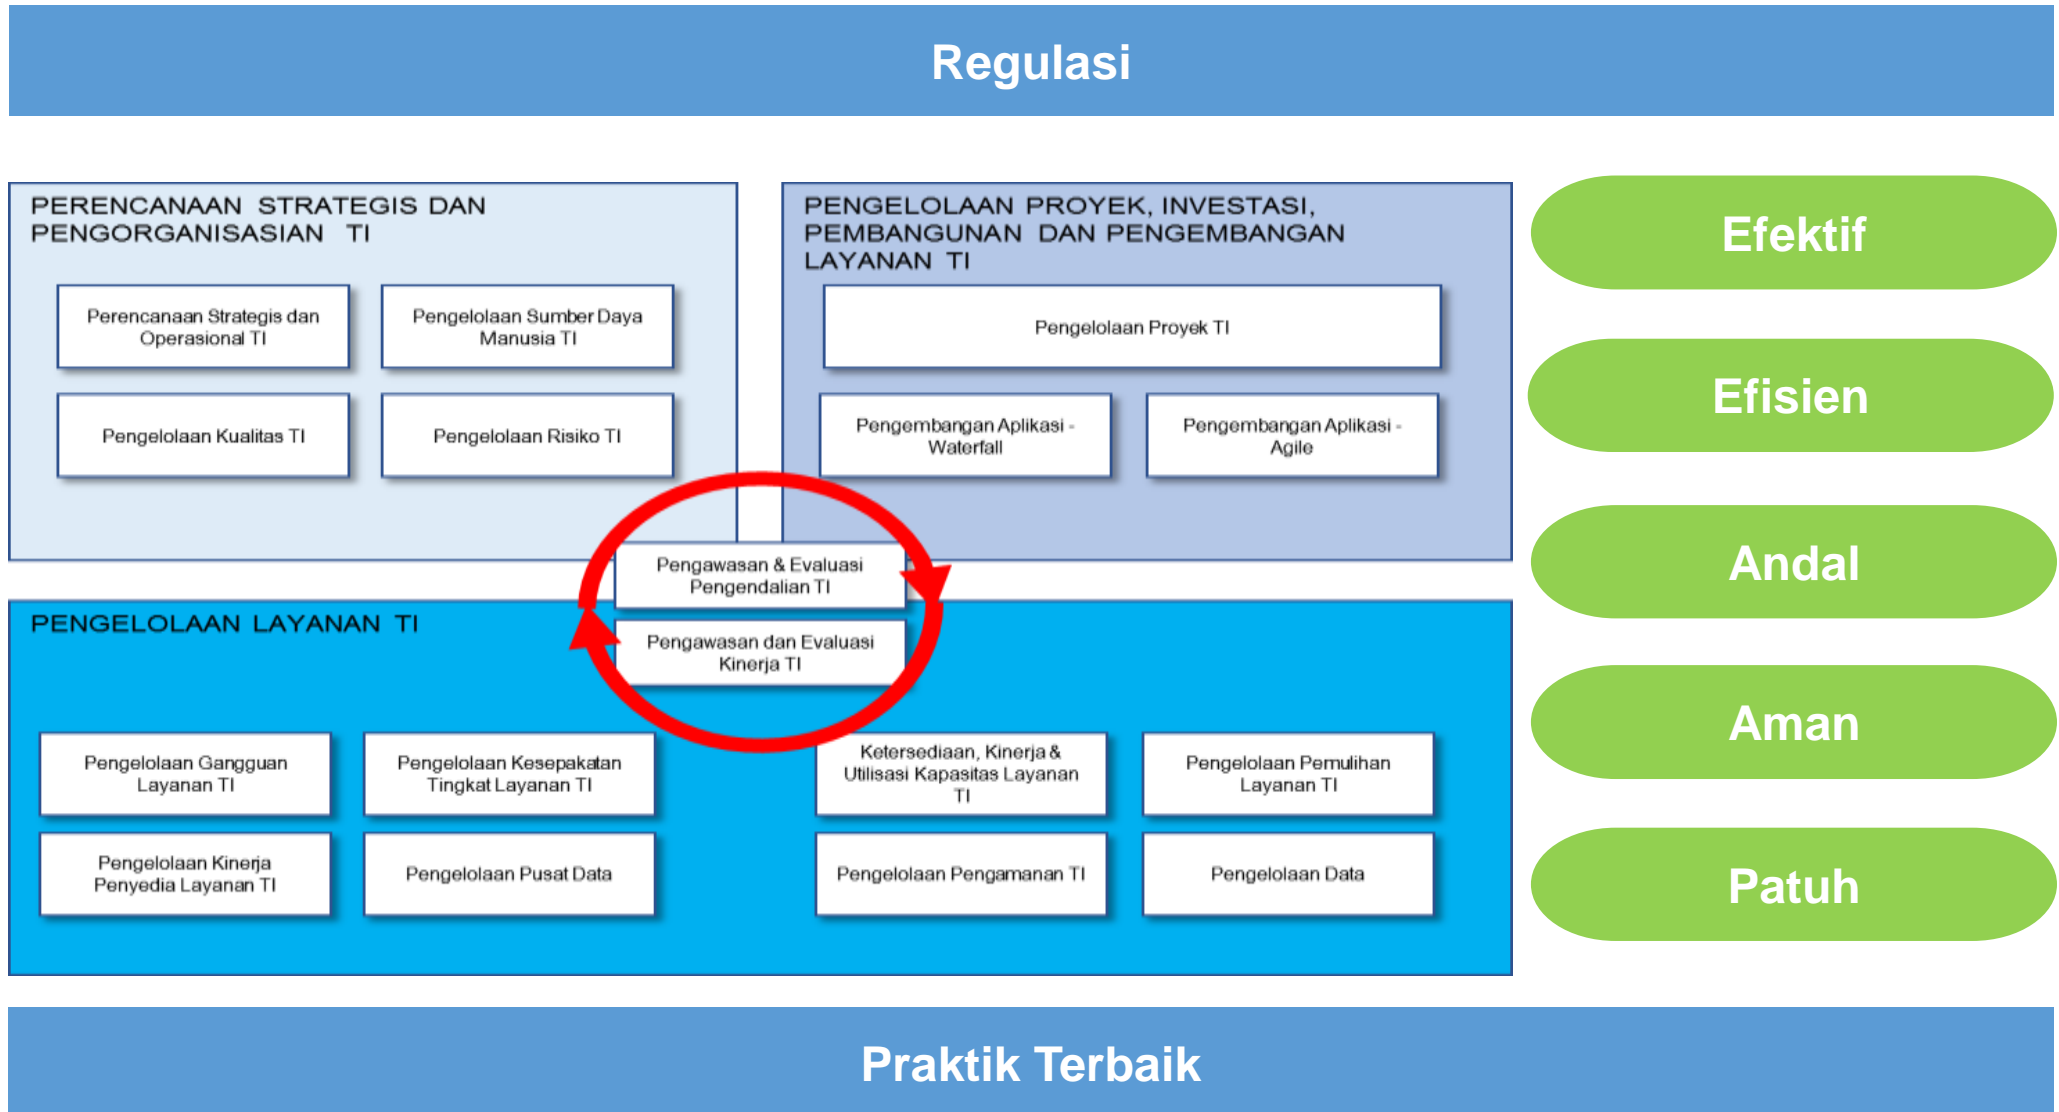 Regulasi
PERENCANAAN STRATEGIS DAN
PENGORGANISASIAN TI
Perencanaan Strategis dan
Operasional TI
Pengelolaan Sumber Daya
Manusia TI
Pengelolaan Kualitas TI
Pengelolaan Risiko TI
PENGELOLAAN PROYEK, INVESTASI,
PEMBANGUNAN DAN PENGEMBANGAN
LAYANAN TI
Pengelolaan Proyek TI
Pengembangan Aplikasi -
Waterfall
Pengembangan Aplikasi -
Agile
Pengawasan & Evaluasi
Pengendalian TI
Pengawasan dan Evaluasi
Kinerja TI
PENGELOLAAN LAYANAN TI
Pengelolaan Gangguan
Layanan TI
Pengelolaan Kesepakatan
Tingkat Layanan TI
Ketersediaan, Kinerja &
Utilisasi Kapasitas Layanan
TI
Pengelolaan Pemulihan
Layanan TI
Pengelolaan Kinerja
Penyedia Layanan TI
Pengelolaan Pusat Data
Pengelolaan Pengamanan TI
Pengelolaan Data
Efektif
Efisien
Andal
Aman
Patuh
Praktik Terbaik